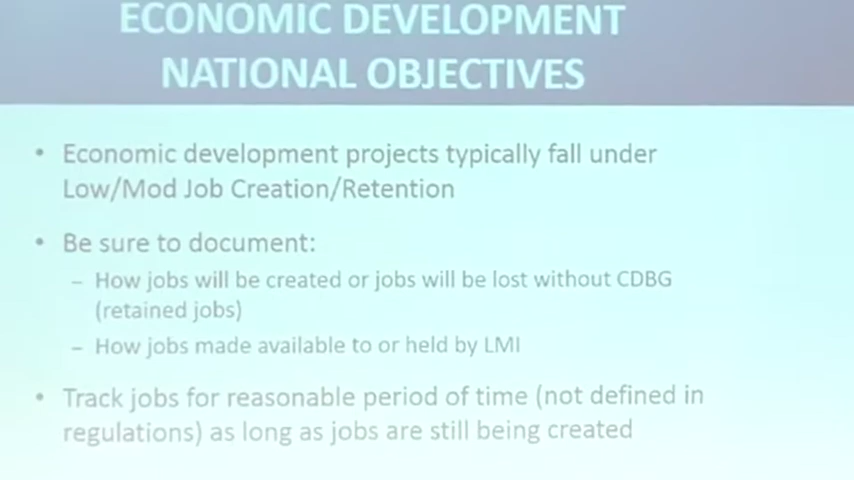 ECONOMIC DEVELOPMENT
NATIONAL OBJECTIVES
• Economic development projects typically fall under
Low/Mod Job Creation/Retention
• Be sure to document:
– How jobs will be created or jobs will be lost without CDBG
(retained jobs)
– How jobs made available to or held by LMI
• Track jobs for reasonable period of time (not defined in
regulations) as long as jobs are still being created